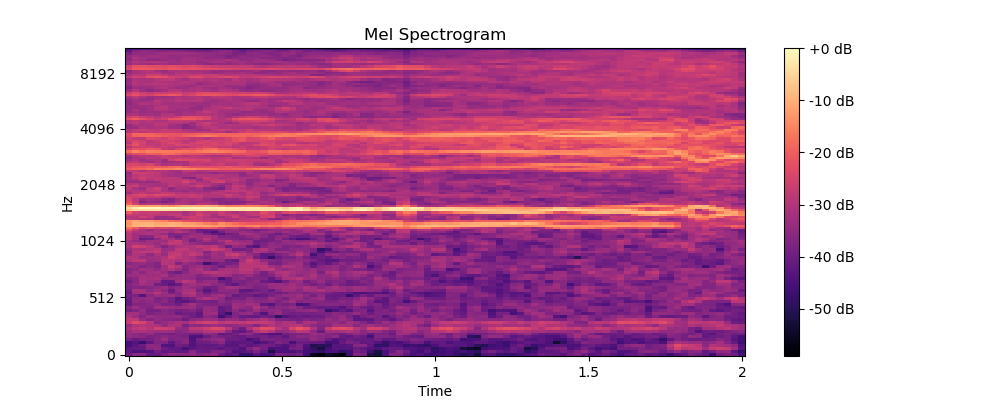 Mel Spectrogram
Hz
8192
4096
2048
1024
512
0
0 0.5 1 1.5 2
Time
+0 dB
-10 dB
-20 dB
-30 dB
-40 dB
-50 dB